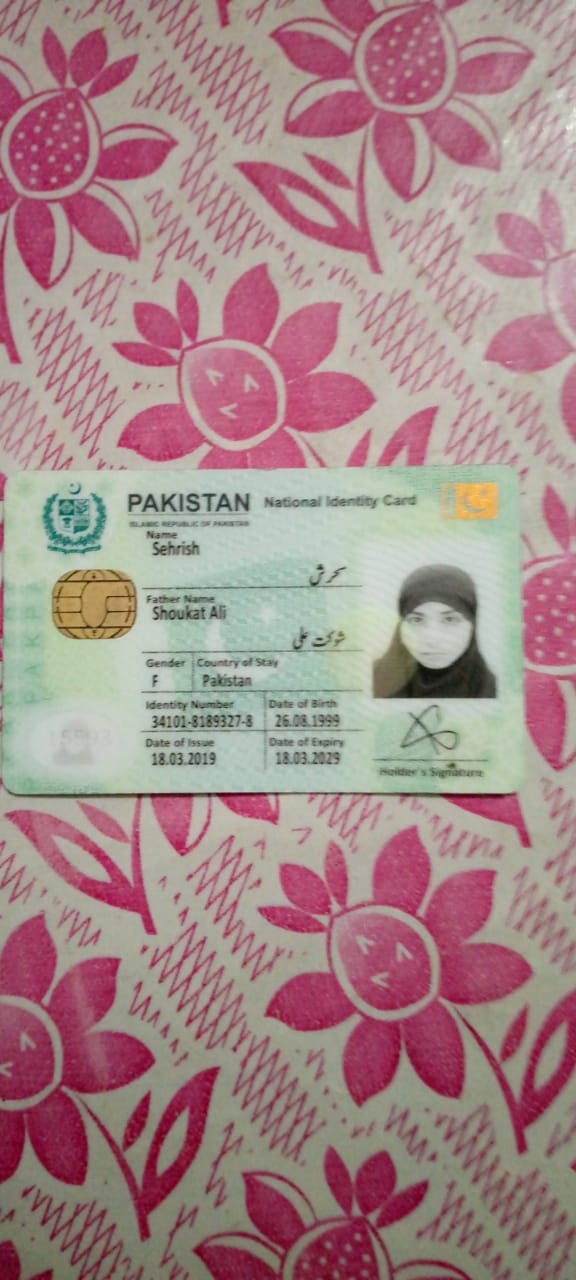 PAKISTAN National Identity Card
ISLAMIC REPUBLIC OF PAKISTAN
Name
Sehrish
سحرش
Father Name
Shoukat Ali
شوکت علی
Gender Country of Stay
F Pakistan
Identity Number Date of Birth
34101-8189327-8 26.08.1999
Date of Issue Date of Expiry
18.03.2019 18.03.2029
Holder's Signature